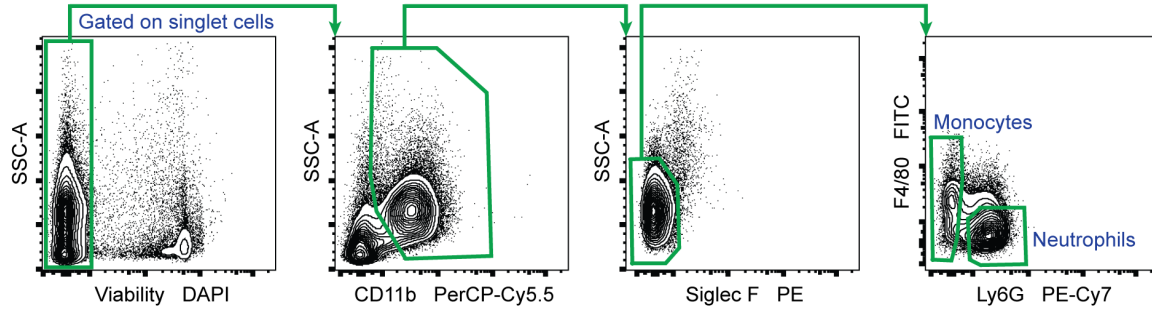 Gated on singlet cells
SSC-A
Viability DAPI
SSC-A
CD11b PerCP-Cy5.5
SSC-A
Siglec F PE
F4/80 FITC
Monocytes
Neutrophils
Ly6G PE-Cy7